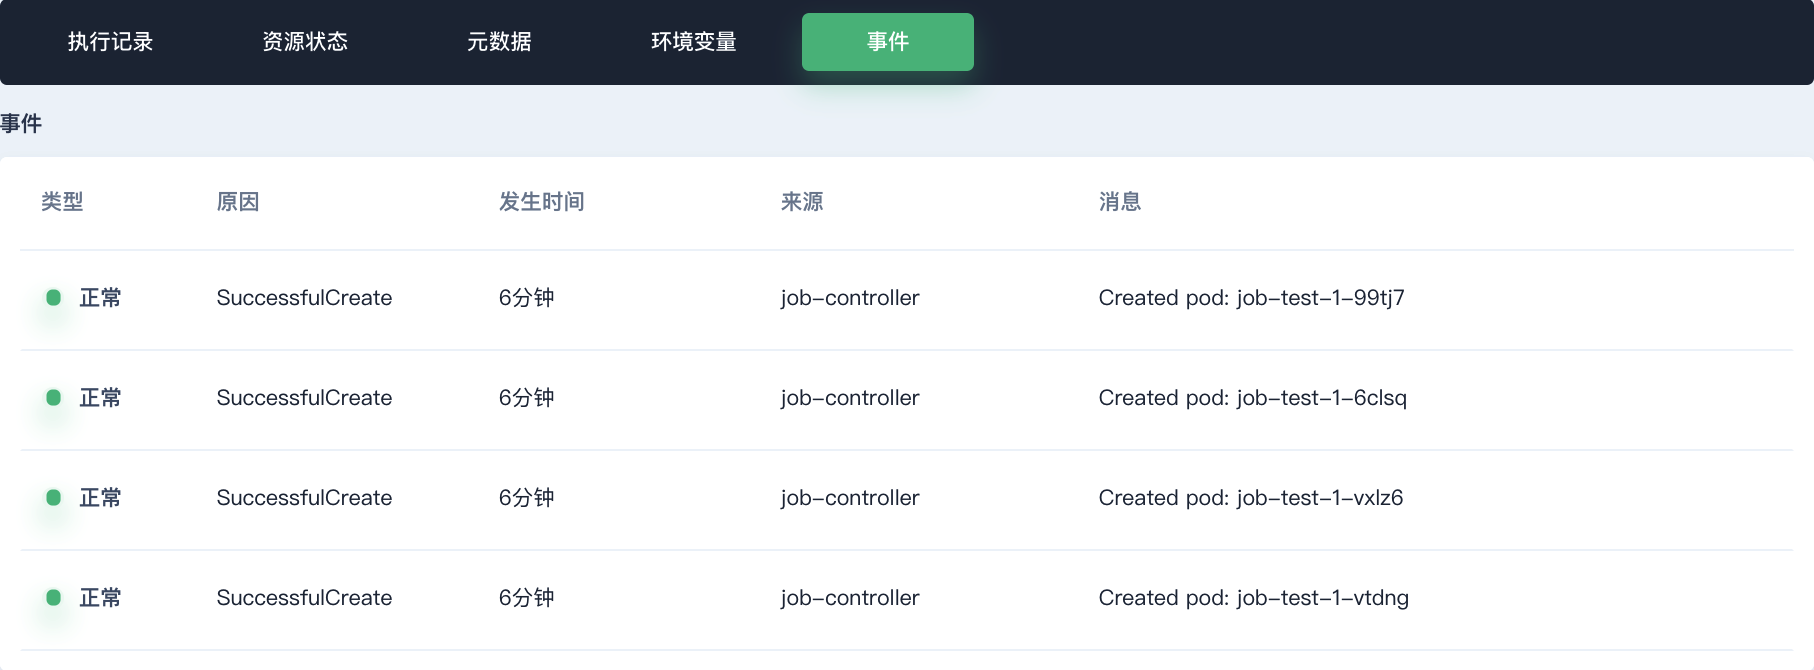 执行记录 资源状态 元数据 环境变量 事件
事件
类型 原因 发生时间 来源 消息
正常 SuccessfulCreate 6分钟 job-controller Created pod: job-test-1-99tj7
正常 SuccessfulCreate 6分钟 job-controller Created pod: job-test-1-6clsq
正常 SuccessfulCreate 6分钟 job-controller Created pod: job-test-1-vxlz6
正常 SuccessfulCreate 6分钟 job-controller Created pod: job-test-1-vtdng